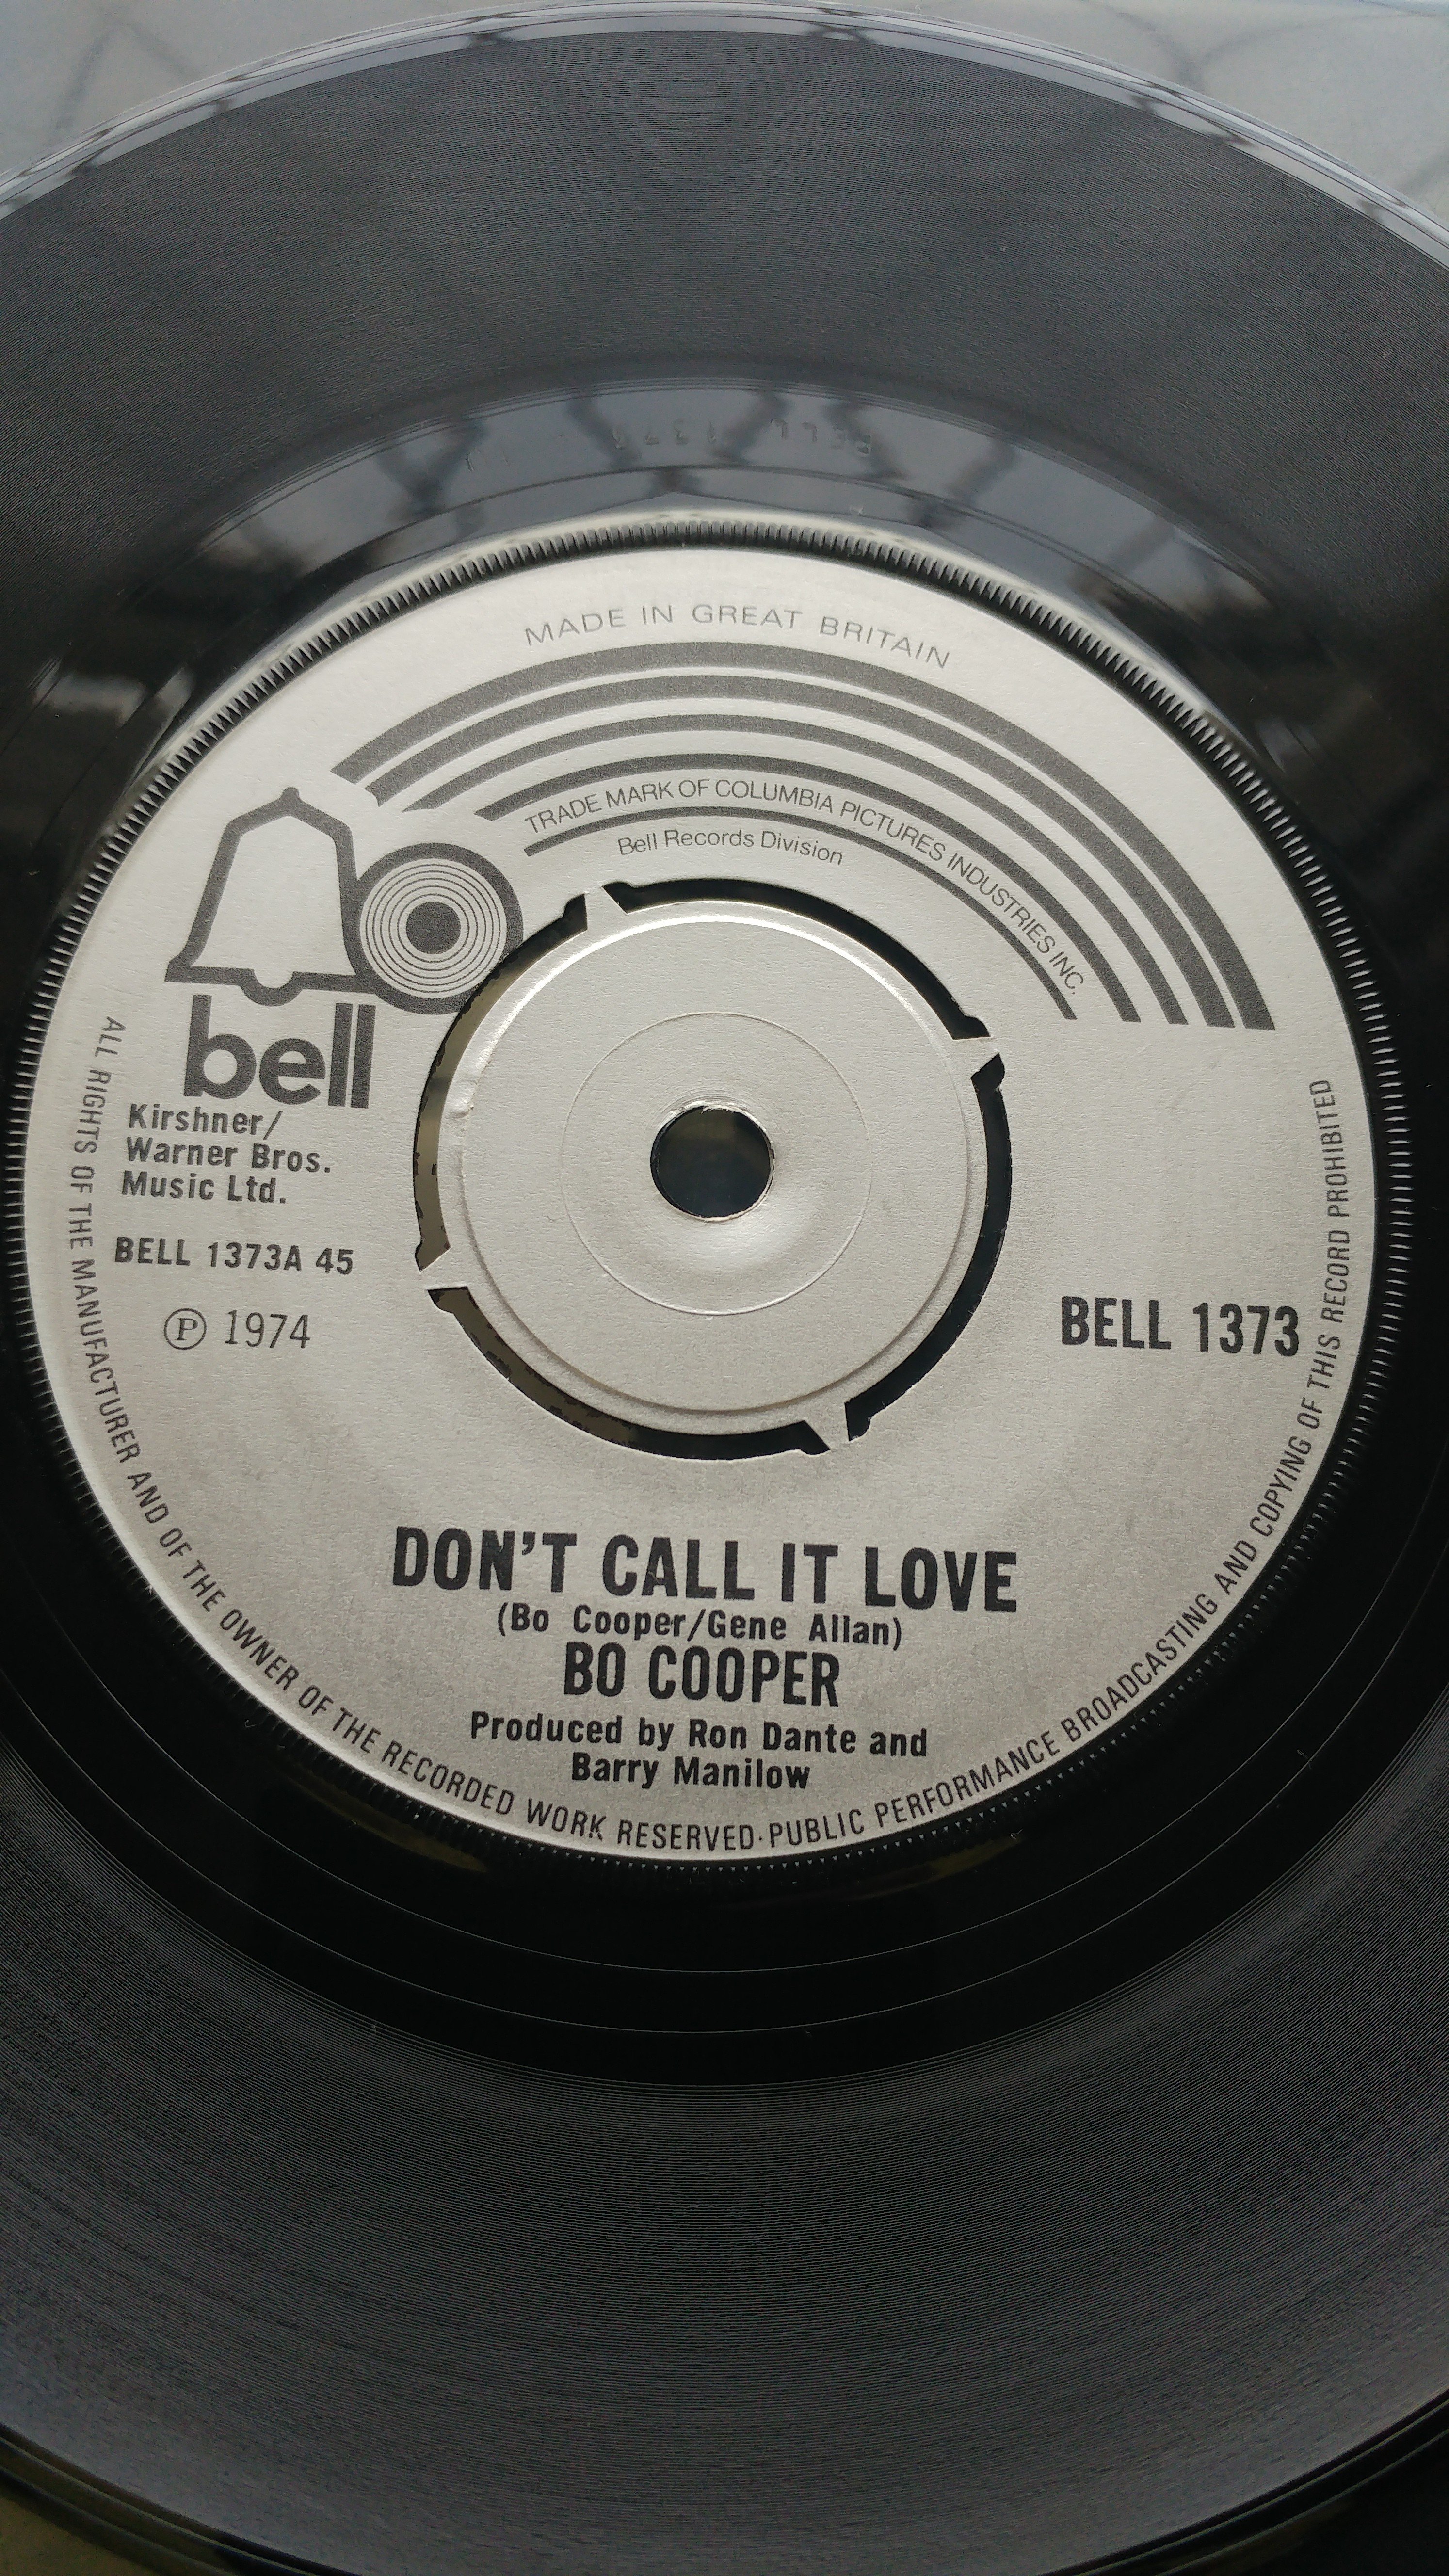 BELL 1373
MADE IN GREAT BRITAIN
TRADE MARK OF COLUMBIA PICTURES INDUSTRIES INC.
Bell Records Division
bell
Kirshner/
Warner Bros.
Music Ltd.
BELL 1373A 45
Ⓟ 1974
BELL 1373
DON'T CALL IT LOVE
(Bo Cooper/Gene Allan)
BO COOPER
Produced by Ron Dante and
Barry Manilow
ALL RIGHTS OF THE MANUFACTURER AND OF THE OWNER OF THE RECORDED WORK RESERVED·PUBLIC PERFORMANCE BROADCASTING AND COPYING OF THIS RECORD PROHIBITED